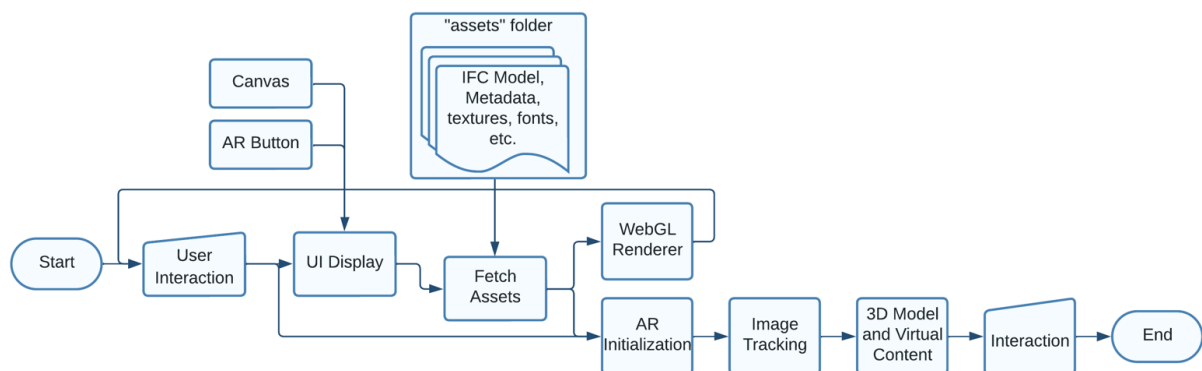 "assets" folder
IFC Model,
Metadata,
textures, fonts,
etc.
Canvas
AR Button
Start
User
Interaction
UI Display
Fetch
Assets
WebGL
Renderer
AR
Initialization
Image
Tracking
3D Model
and Virtual
Content
Interaction
End